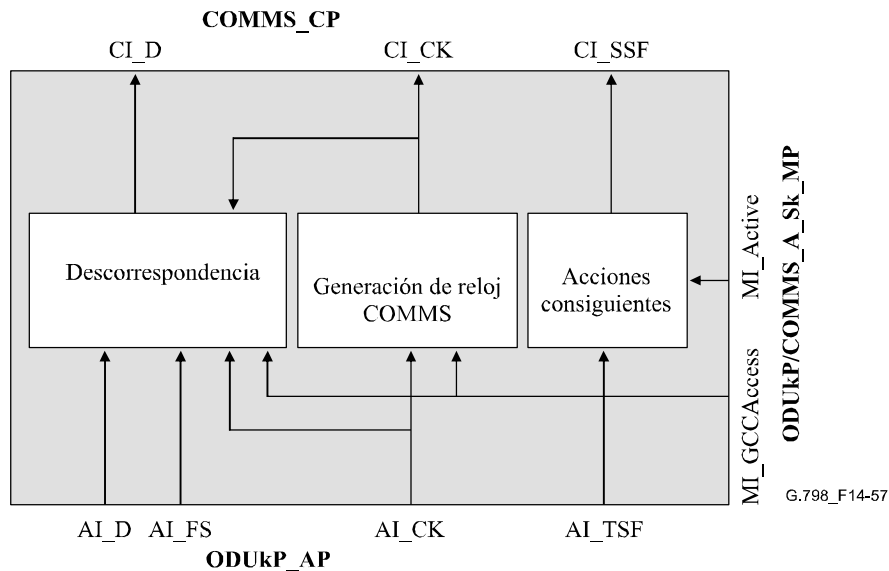 COMMS_CP
CI_D
CI_CK
CI_SSF
Descorrespondencia
Generación de reloj
COMMS
Acciones
consiguientes
MI_Active
MI_GCCAccess
ODUkP/COMMS_A_Sk_MP
G.798_F14-57
AI_D
AI_FS
AI_CK
AI_TSF
ODUkP_AP